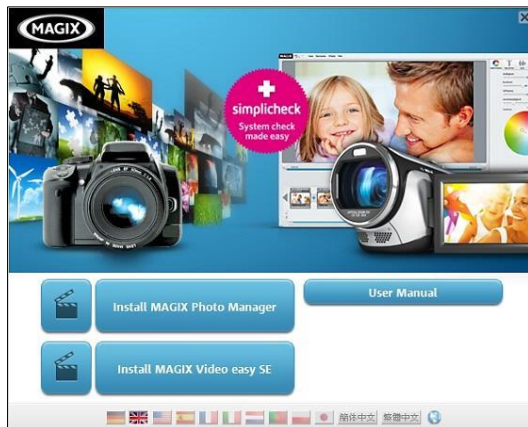 MAGIX
simplicheck
System check
made easy
Install MAGIX Photo Manager
User Manual
Install MAGIX Video easy SE
简体中文 繁體中文